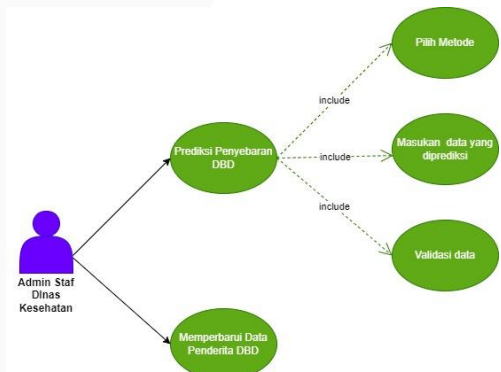 Pilih Metode
include
Prediksi Penyebaran
DBD
include
Masukan data yang
diprediksi
include
Validasi data
Admin Staf
DInas
Kesehatan
Memperbarui Data
Penderita DBD